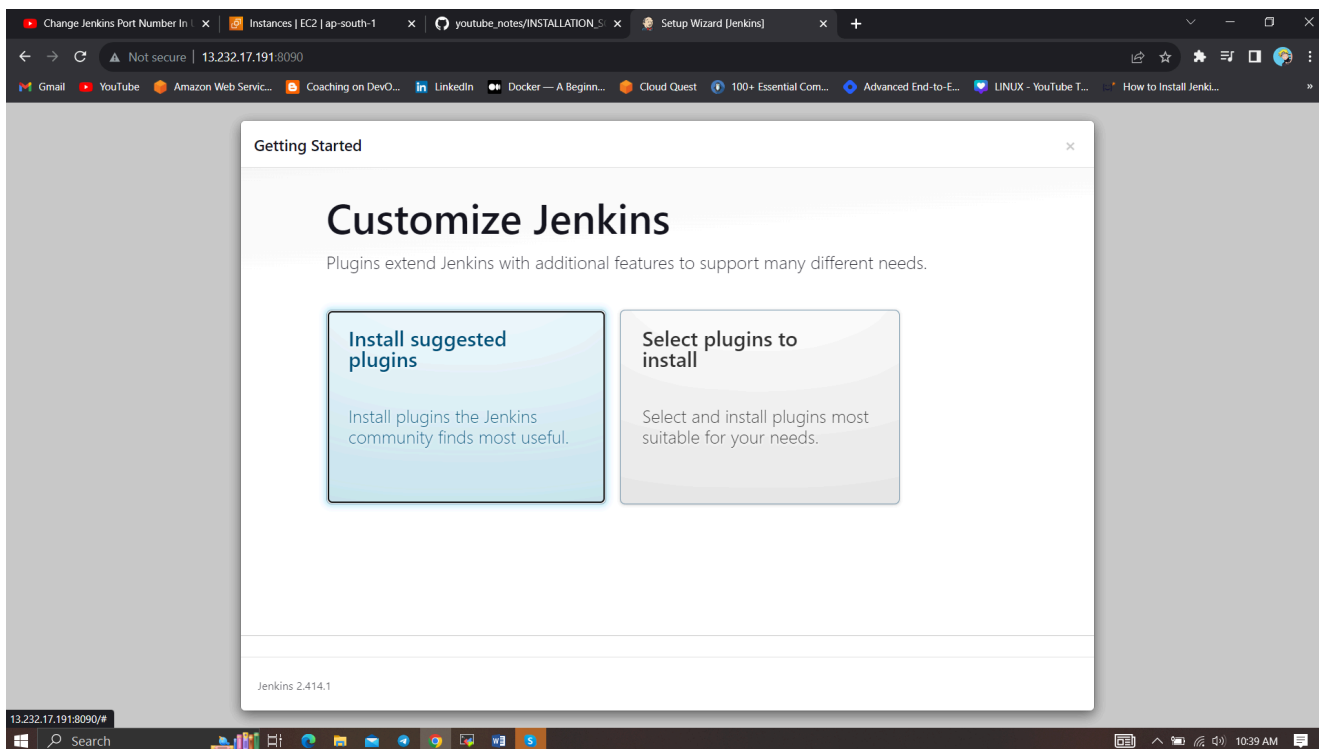 Change Jenkins Port Number In U
Instances | EC2 | ap-south-1
youtube_notes/INSTALLATION_S
Setup Wizard [Jenkins]
Not secure | 13.232.17.191:8090
Gmail
YouTube
Amazon Web Servic...
Coaching on DevO...
LinkedIn
Docker — A Beginn...
Cloud Quest
100+ Essential Com...
Advanced End-to-E...
LINUX - YouTube T...
How to Install Jenki...
Getting Started
Customize Jenkins
Plugins extend Jenkins with additional features to support many different needs.
Install suggested
plugins
Install plugins the Jenkins
community finds most useful.
Select plugins to
install
Select and install plugins most
suitable for your needs.
Jenkins 2.414.1
13.232.17.191:8090/#
Search
10:39 AM